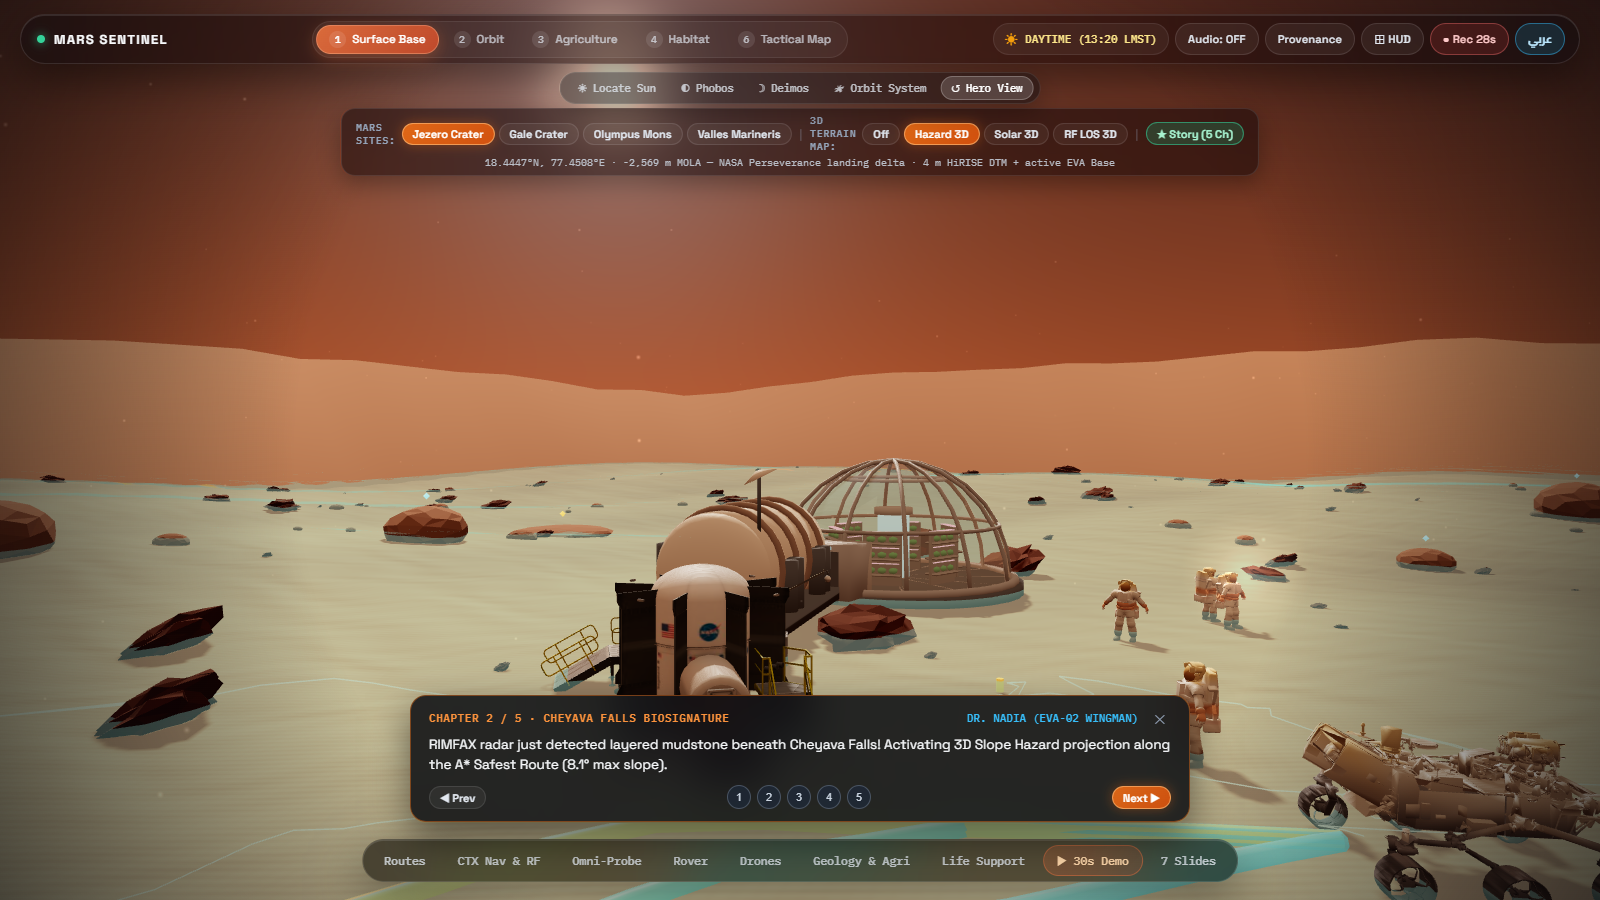 MARS SENTINEL
1 Surface Base
2 Orbit
3 Agriculture
4 Habitat
6 Tactical Map
DAYTIME (13:20 LMST)
Audio: OFF
Provenance
HUD
Rec 28s
عربي
Locate Sun
Phobos
Deimos
Orbit System
Hero View
MARS SITES:
Jezero Crater
Gale Crater
Olympus Mons
Valles Marineris
3D TERRAIN MAP:
Off
Hazard 3D
Solar 3D
RF LOS 3D
★ Story (5 Ch)
18.4447°N, 77.4508°E · -2,569 m MOLA — NASA Perseverance landing delta · 4 m HiRISE DTM + active EVA Base
CHAPTER 2 / 5 · CHEYAVA FALLS BIOSIGNATURE
DR. NADIA (EVA-02 WINGMAN)
RIMFAX radar just detected layered mudstone beneath Cheyava Falls! Activating 3D Slope Hazard projection along
the A* Safest Route (8.1° max slope).
◀ Prev
1
2
3
4
5
Next ▶
Routes
CTX Nav & RF
Omni-Probe
Rover
Drones
Geology & Agri
Life Support
▶ 30s Demo
7 Slides